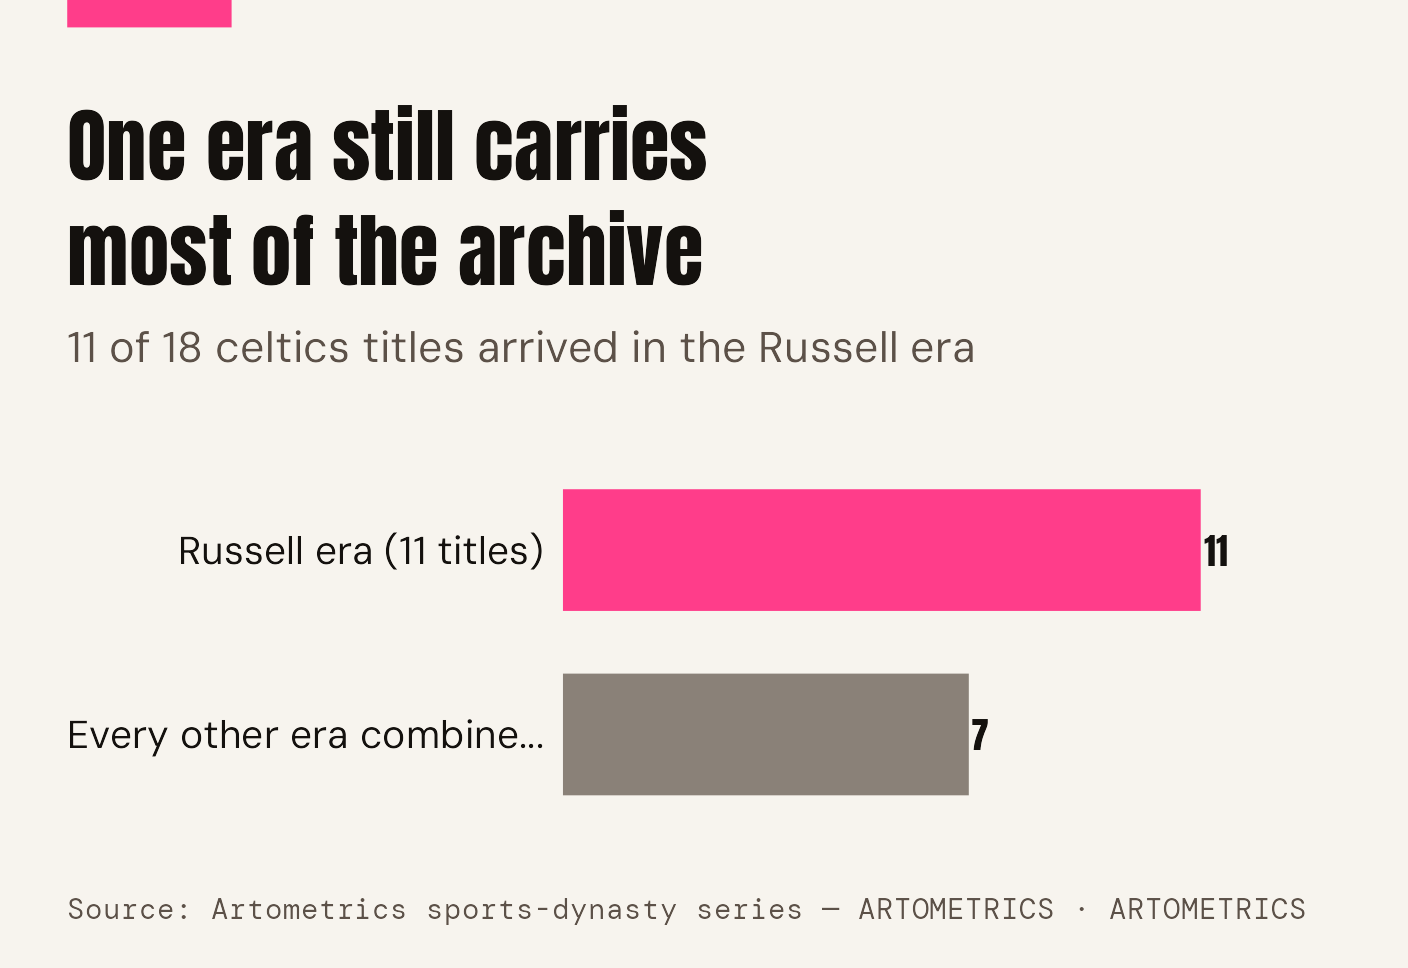 One era still carries
most of the archive
11 of 18 celtics titles arrived in the Russell era
Russell era (11 titles)
11
Every other era combine...
7
Source: Artometrics sports-dynasty series — ARTOMETRICS · ARTOMETRICS